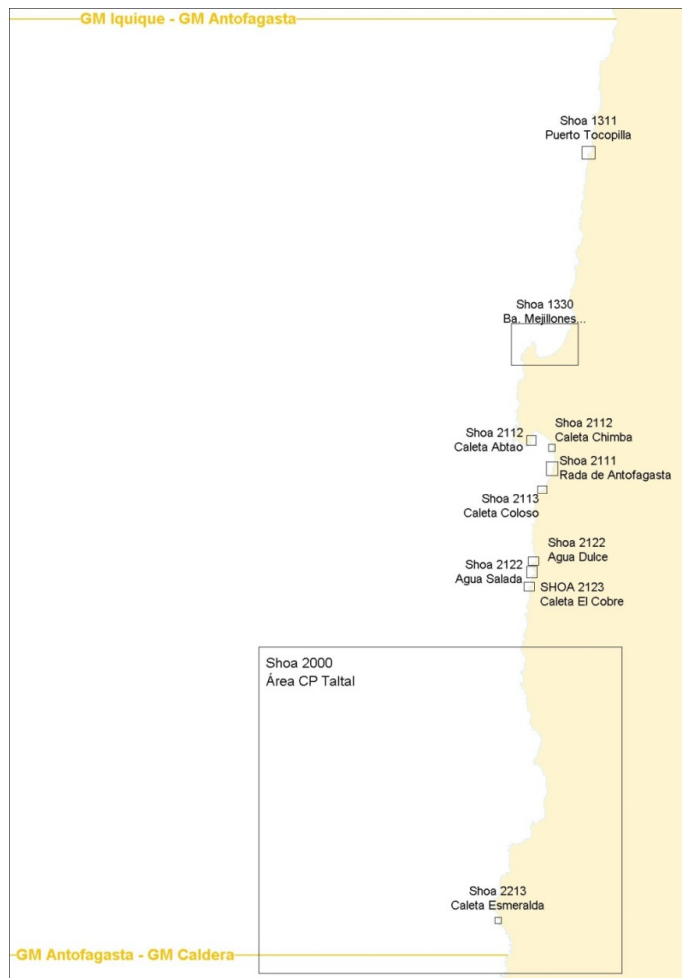 GM Iquique - GM Antofagasta
Shoa 1311
Puerto Tocopilla
Shoa 1330
Ba. Mejillones...
Shoa 2112
Caleta Abtao
Shoa 2112
Caleta Chimba
Shoa 2111
Rada de Antofagasta
Shoa 2113
Caleta Coloso
Shoa 2122
Agua Dulce
Shoa 2122
Agua Salada
SHOA 2123
Caleta El Cobre
Shoa 2000
Área CP Taltal
Shoa 2213
Caleta Esmeralda
GM Antofagasta - GM Caldera